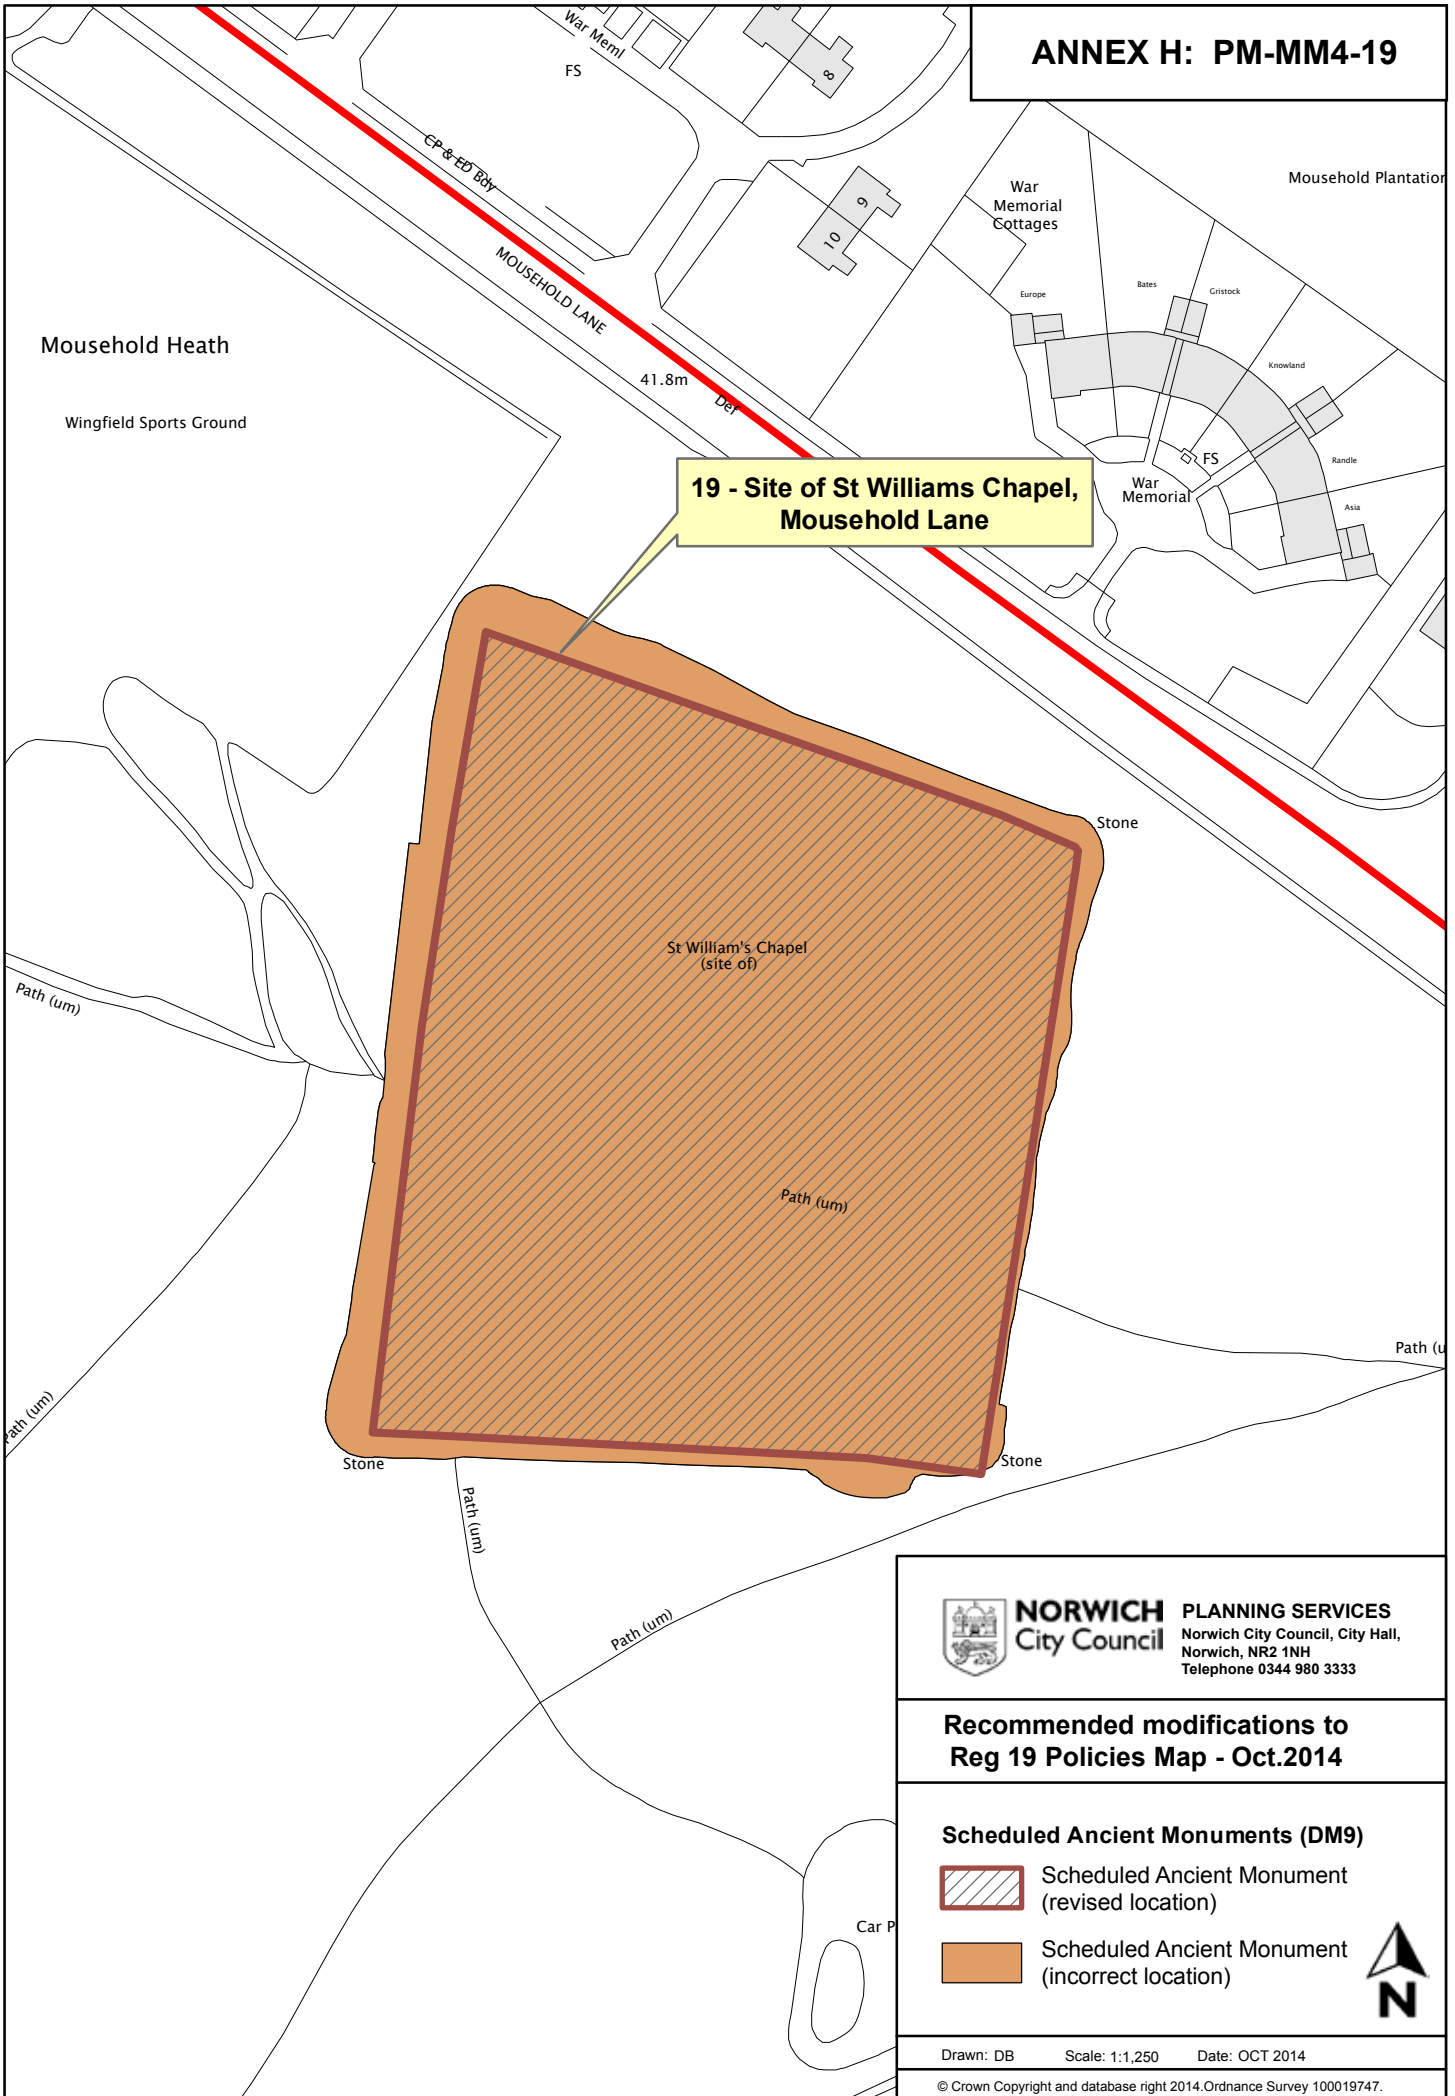 ANNEX H: PM-MM4-19
War Meml
FS
8
CP & ED Bdy
9
10
War
Memorial
Cottages
Mousehold Plantation
MOUSEHOLD LANE
Europe
Bates
Gristock
Mousehold Heath
Knowland
41.8m
Def
Wingfield Sports Ground
FS
Randle
War
Memorial
Asia
19 - Site of St Williams Chapel,
Mousehold Lane
Stone
St William's Chapel
(site of)
Path (um)
Path (um)
Path (u
Path (um)
Stone
Stone
Path (um)
Path (um)
Car P
NORWICH
City Council
PLANNING SERVICES
Norwich City Council, City Hall,
Norwich, NR2 1NH
Telephone 0344 980 3333
Recommended modifications to
Reg 19 Policies Map - Oct.2014
Scheduled Ancient Monuments (DM9)
Scheduled Ancient Monument
(revised location)
Scheduled Ancient Monument
(incorrect location)
N
Drawn: DB Scale: 1:1,250 Date: OCT 2014
© Crown Copyright and database right 2014.Ordnance Survey 100019747.